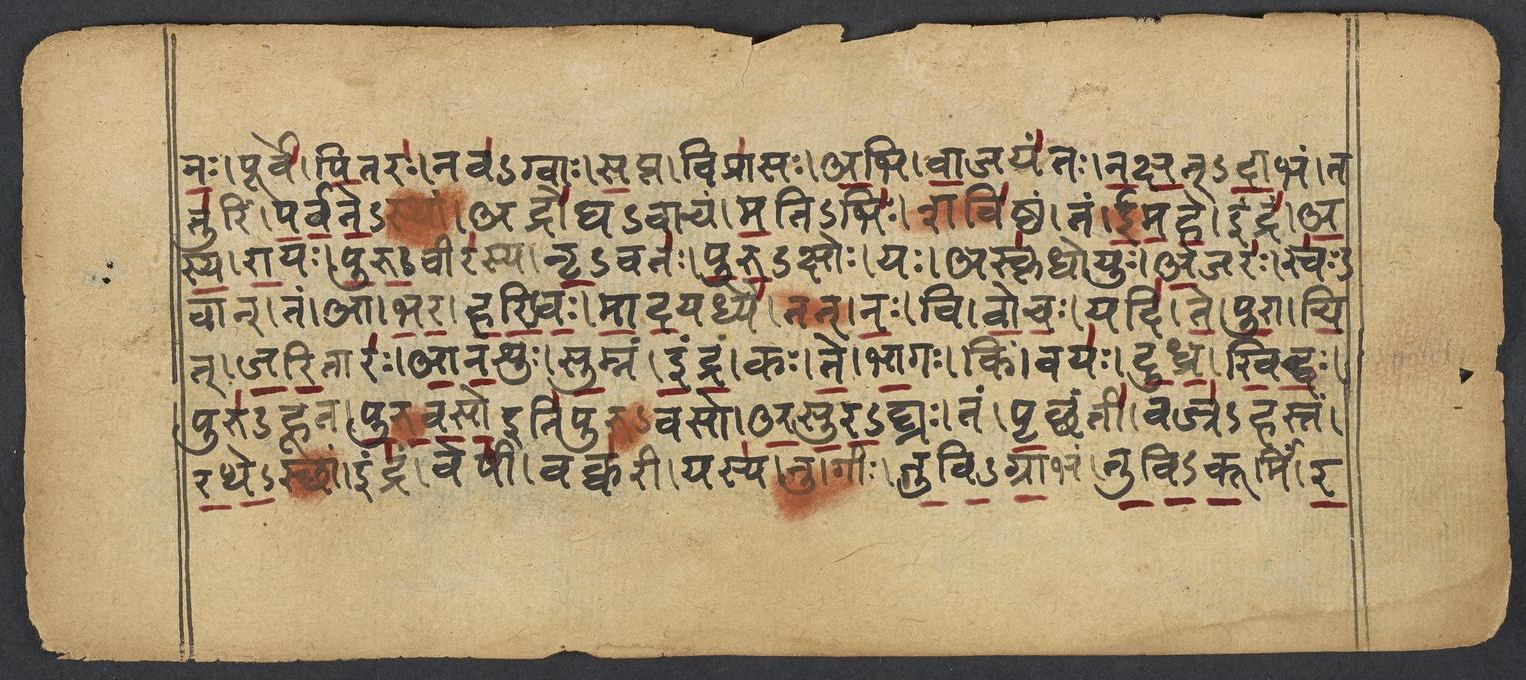 नः।पूर्वे।पितरः।नवऽग्वाः।सप्त।विप्रासः।अभि।वाजयंतः।नक्षत्ऽदाभं।त
तुरिं।पर्वतेऽस्थां।अद्रोघऽवाचं।मतिऽभिः।शविष्ठं।तं।ईमहे।इंद्रं।अ
स्य।रायः।पुरुऽवीरस्य।नृऽवतः।पुरुऽक्षोः।यः।अस्कृधोयुः।अजरः।स्वःऽ
वान्।तं।आ।भर।हरिवः।मादयध्यै।तत्।नः।वि।वोचः।यदि।ते।पुरा।चि
त्।जरितारः।आनशुः।सुम्नं।इंद्र।कः।ते।भागः।किं।वयः।दुध्र।खिद्वः।
पुरुऽहूत।पुरुवसो इतिपुरुऽवसो।असुरऽघ्नः।तं।पृच्छंती।वज्रऽहस्तं।
रथेऽस्थां।इंद्रं।वेपी।वक्वरी।यस्य।नु।गीः।तुविऽग्राभं।तुविऽकूर्मिं।र